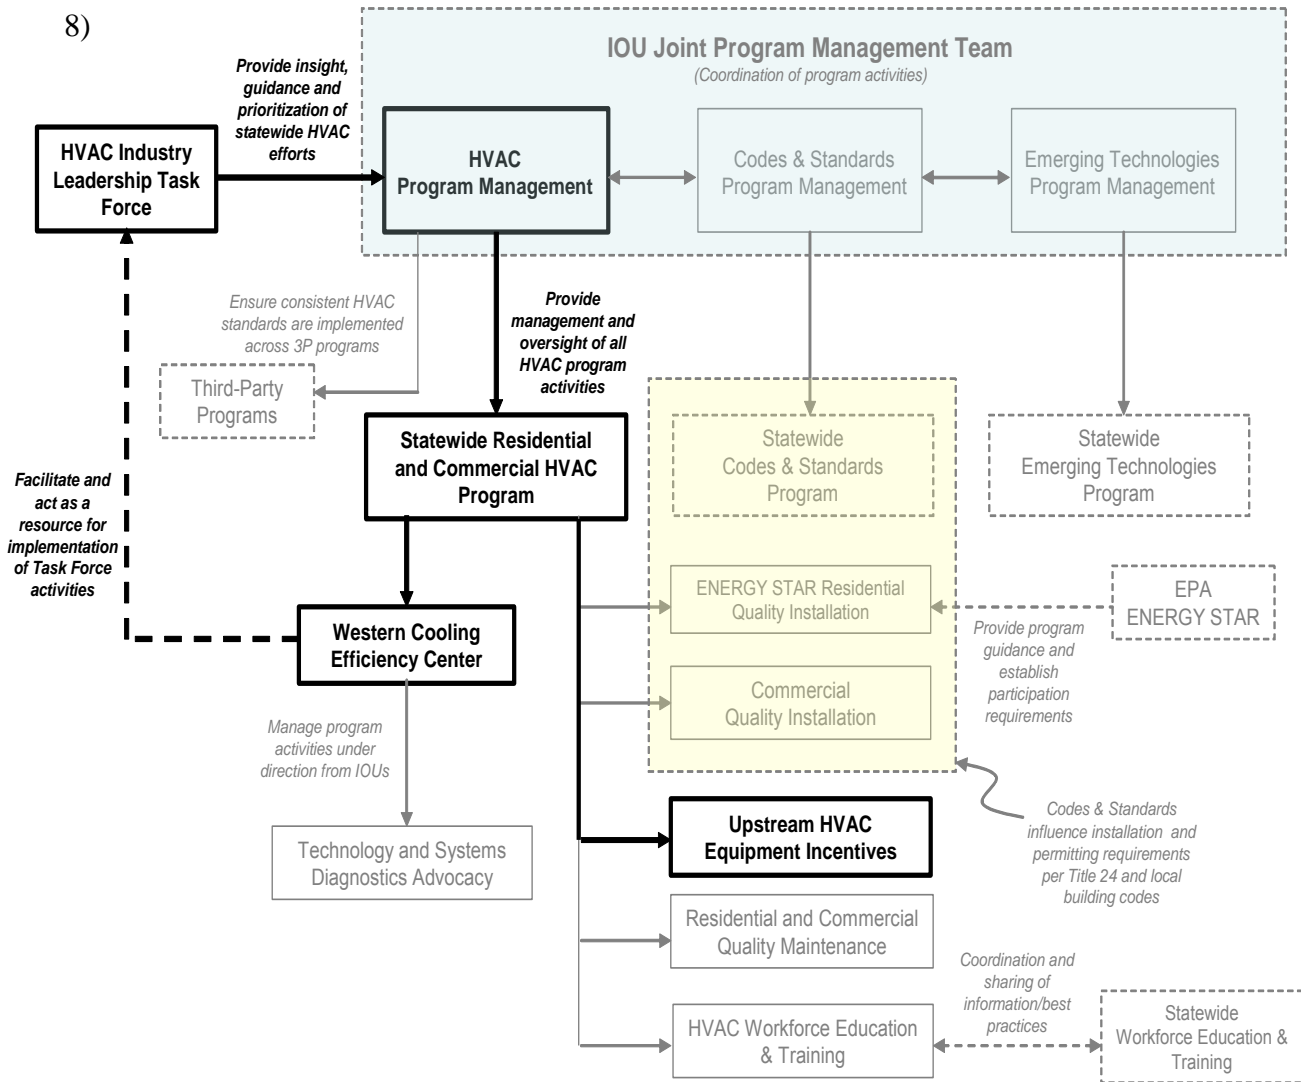 8)
IOU Joint Program Management Team
(Coordination of program activities)
Provide insight,
guidance and
prioritization of
statewide HVAC
efforts
HVAC Industry
Leadership Task
Force
HVAC
Program Management
Codes & Standards
Program Management
Emerging Technologies
Program Management
Ensure consistent HVAC
standards are implemented
across 3P programs
Provide
management and
oversight of all
HVAC program
activities
Third-Party
Programs
Statewide Residential
and Commercial HVAC
Program
Statewide
Codes & Standards
Program
Statewide
Emerging Technologies
Program
Facilitate and
act as a
resource for
implementation
of Task Force
activities
ENERGY STAR Residential
Quality Installation
EPA
ENERGY STAR
Provide program
guidance and
establish
participation
requirements
Western Cooling
Efficiency Center
Commercial
Quality Installation
Manage program
activities under
direction from IOUs
Upstream HVAC
Equipment Incentives
Codes & Standards
influence installation and
permitting requirements
per Title 24 and local
building codes
Technology and Systems
Diagnostics Advocacy
Residential and Commercial
Quality Maintenance
Coordination and
sharing of
information/best
practices
HVAC Workforce Education
& Training
Statewide
Workforce Education &
Training